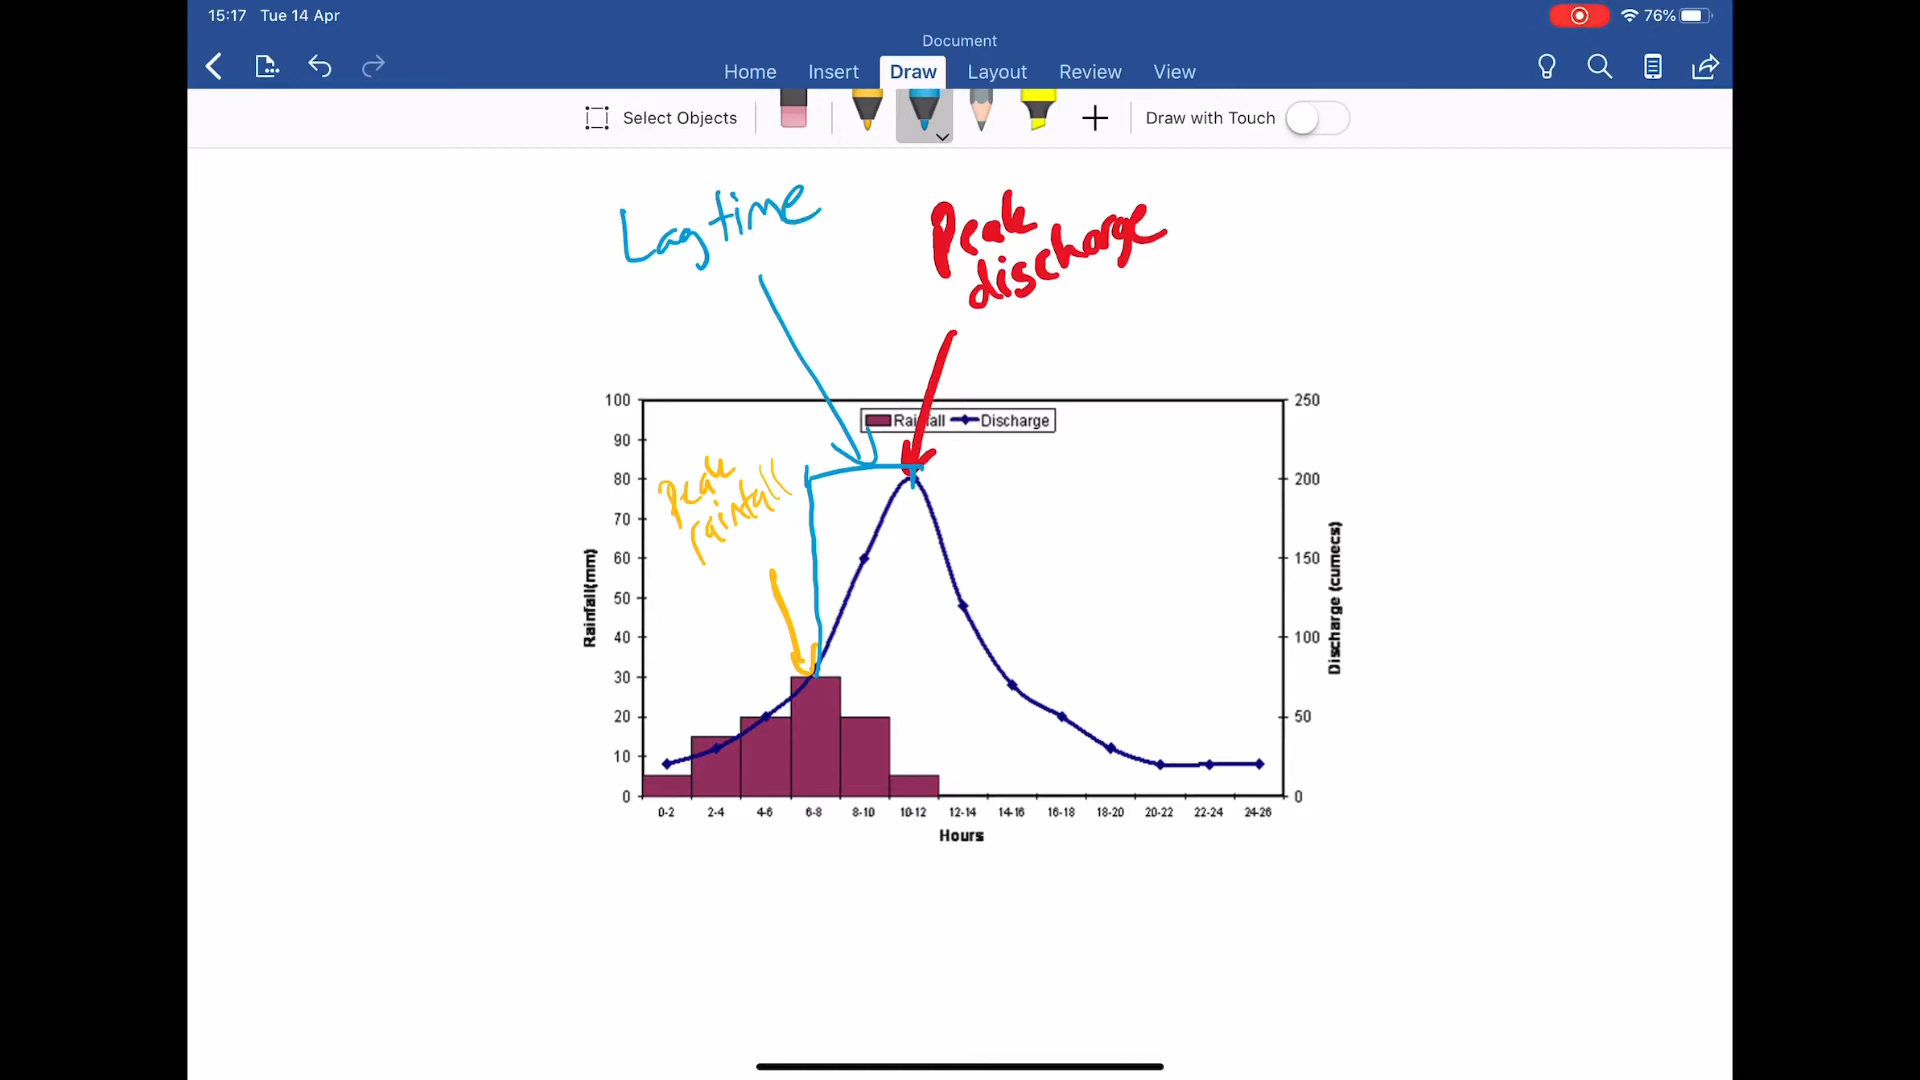 15:17 Tue 14 Apr
76%
Document
Home Insert Draw Layout Review View
Select Objects
Draw with Touch
Lag time
Peak
discharge
Peak
rainfall
Rainfall Discharge
100
90
80
70
60
50
40
30
20
10
0
Rainfall(mm)
250
200
150
100
50
0
Discharge (cumecs)
0-2 2-4 4-6 6-8 8-10 10-12 12-14 14-16 16-18 18-20 20-22 22-24 24-26
Hours